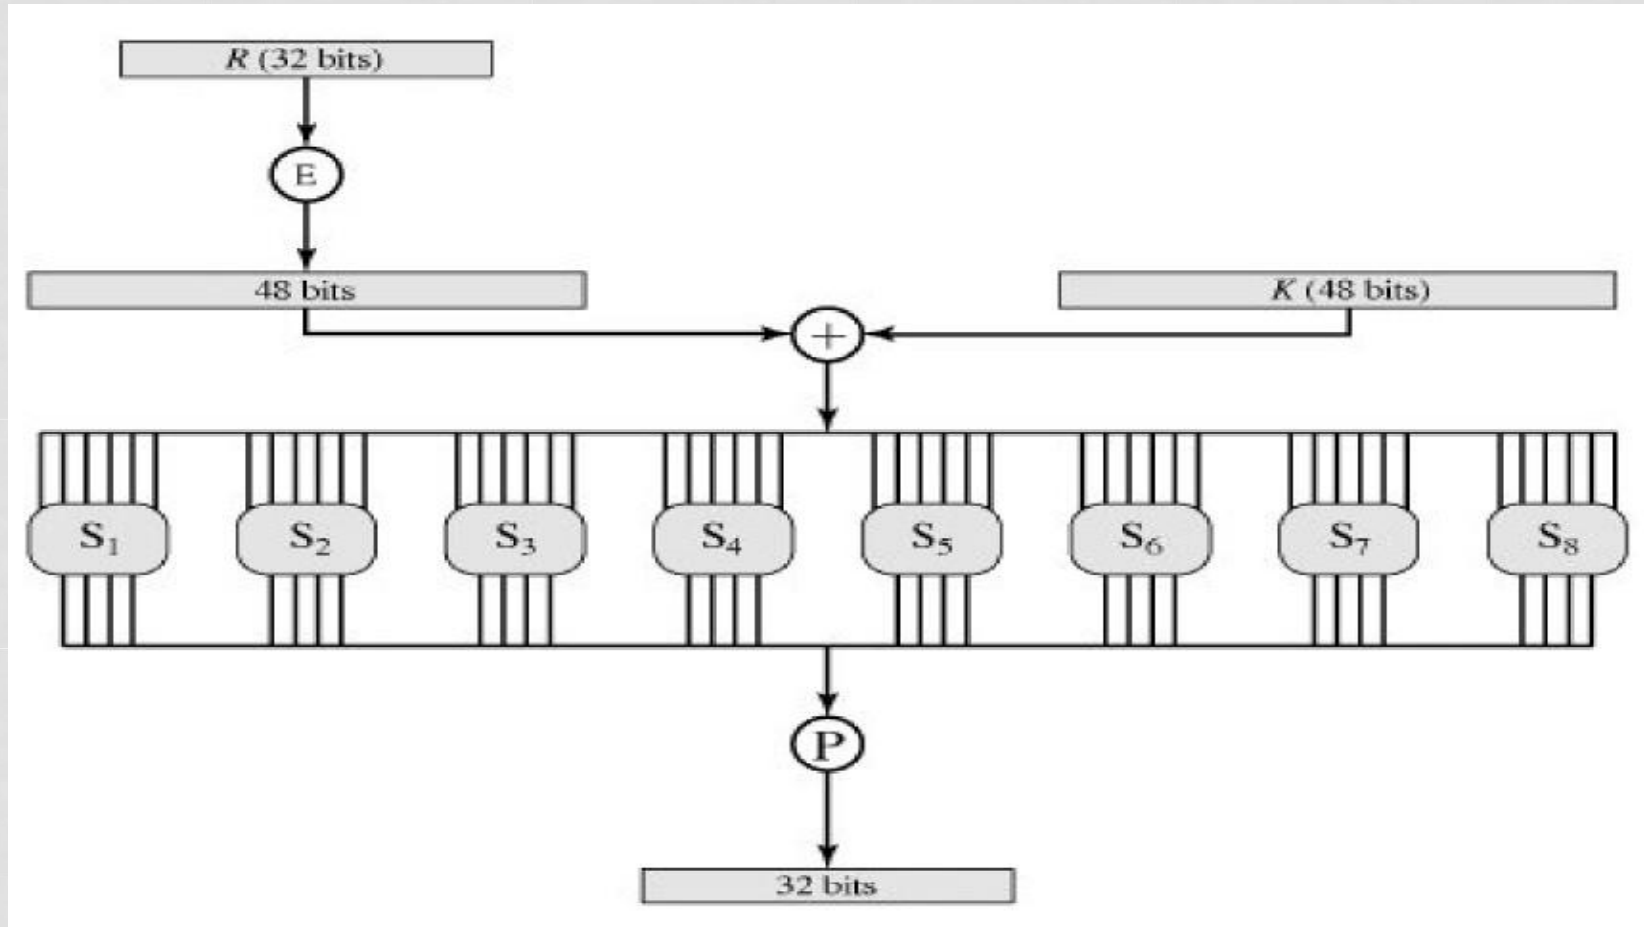 R (32 bits)
E
48 bits
K (48 bits)
+
S₁ S₂ S₃ S₄ S₅ S₆ S₇ S₈
P
32 bits